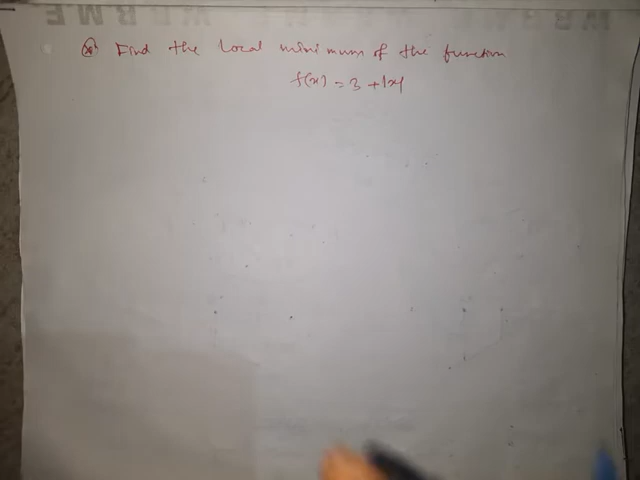 Q) Find the local minimum of the function
f(x) = 3 + |x|